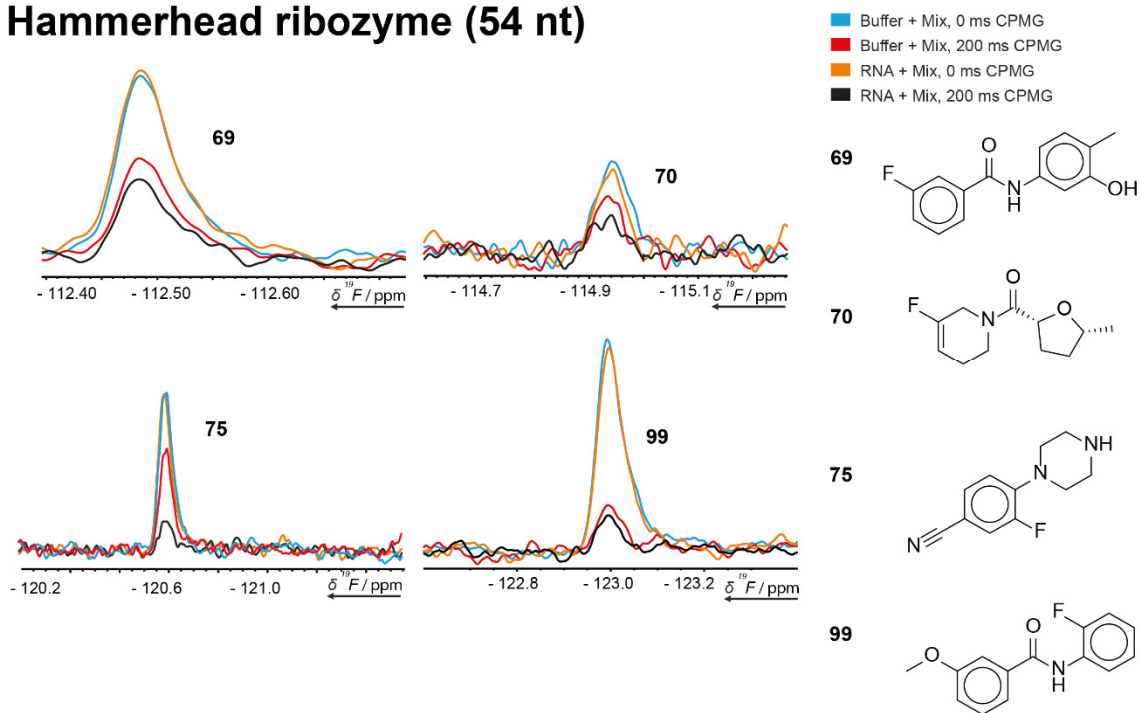 Hammerhead ribozyme (54 nt)
Buffer + Mix, 0 ms CPMG
Buffer + Mix, 200 ms CPMG
RNA + Mix, 0 ms CPMG
RNA + Mix, 200 ms CPMG
69
- 112.40 - 112.50 - 112.60 δ ¹⁹F / ppm
70
- 114.7 - 114.9 - 115.1 δ ¹⁹F / ppm
75
- 120.2 - 120.6 - 121.0 δ ¹⁹F / ppm
99
- 122.8 - 123.0 - 123.2 δ ¹⁹F / ppm
69
F O N H OH
70
F N O O
75
NH N F N
99
O O N H F